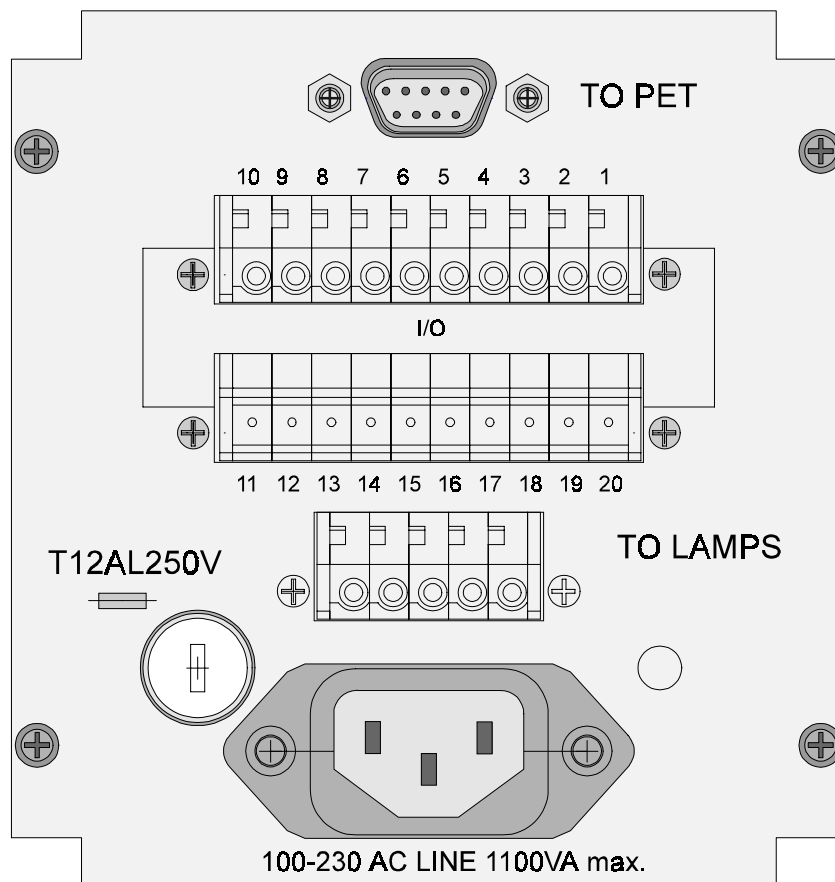 TO PET
10 9 8 7 6 5 4 3 2 1
I/O
11 12 13 14 15 16 17 18 19 20
T12AL250V
TO LAMPS
100-230 AC LINE 1100VA max.